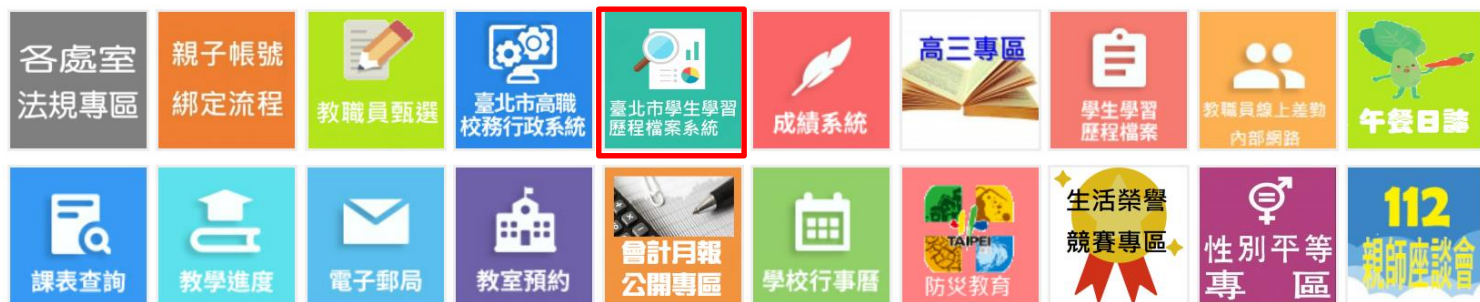 各處室
法規專區
親子帳號
綁定流程
教職員甄選
臺北市高職
校務行政系統
臺北市學生學習
歷程檔案系統
成績系統
高三專區
學生學習
歷程檔案
教職員線上差勤
內部網路
午餐日誌
課表查詢
教學進度
電子郵局
教室預約
會計月報
公開專區
學校行事曆
TAIPEI
防災教育
生活榮譽
競賽專區
性別平等
專 區
112
親師座談會